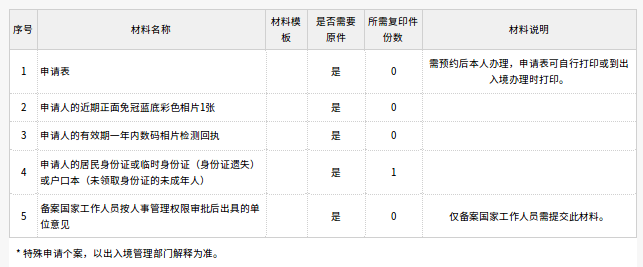 序号 材料名称 材料模板 是否需要原件 所需复印件份数 材料说明
1 申请表 是 0 需预约后本人办理，申请表可自行打印或到出入境办理时打印。
2 申请人的近期正面免冠蓝底彩色相片1张 是 0
3 申请人的有效期一年内数码相片检测回执 是 0
4 申请人的居民身份证或临时身份证（身份证遗失）
或户口本（未领取身份证的未成年人） 是 1
5 备案国家工作人员按人事管理权限审批后出具的单
位意见 是 0 仅备案国家工作人员需提交此材料。
* 特殊申请个案，以出入境管理部门解释为准。